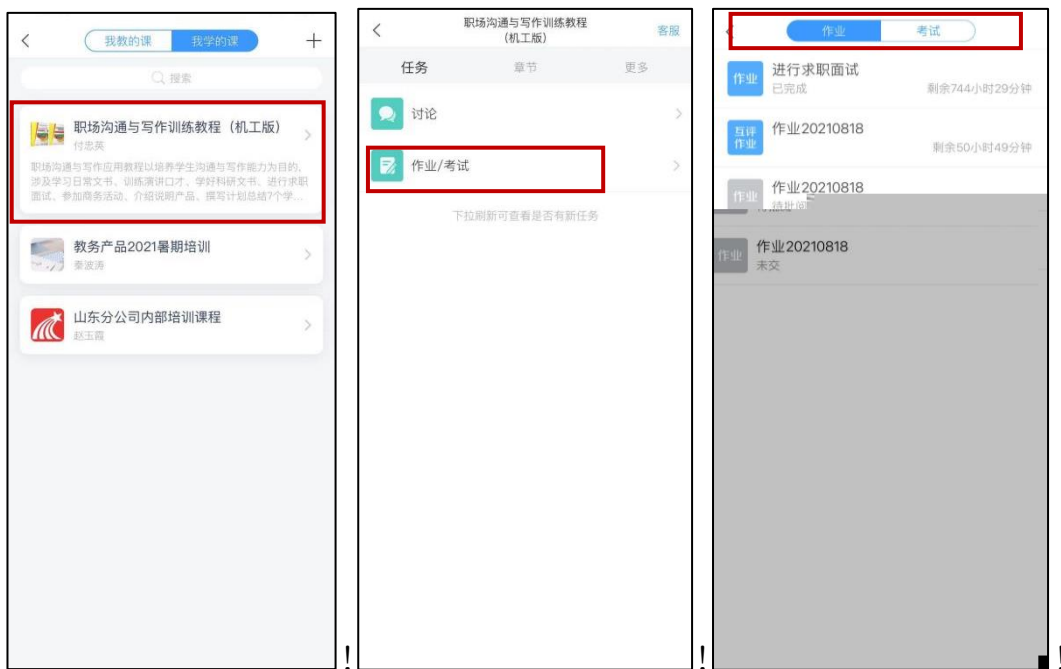 我教的课 我学的课
搜索
职场沟通与写作训练教程（机工版）
付忠英
职场沟通与写作应用教程以培养学生沟通与写作能力为目的，
涉及学习日常文书、训练演讲口才、学好科研文书、进行求职
面试、参加商务活动、介绍说明产品、撰写计划总结7个学...
教务产品2021暑期培训
秦波涛
山东分公司内部培训课程
赵玉霞
!
职场沟通与写作训练教程
（机工版）
客服
任务 章节 更多
讨论
作业/考试
下拉刷新可查看是否有新任务
!
作业 考试
作业
进行求职面试
已完成 剩余744小时29分钟
互评
作业
作业20210818
剩余50小时49分钟
作业
作业20210818
待批阅
作业
作业20210818
未交